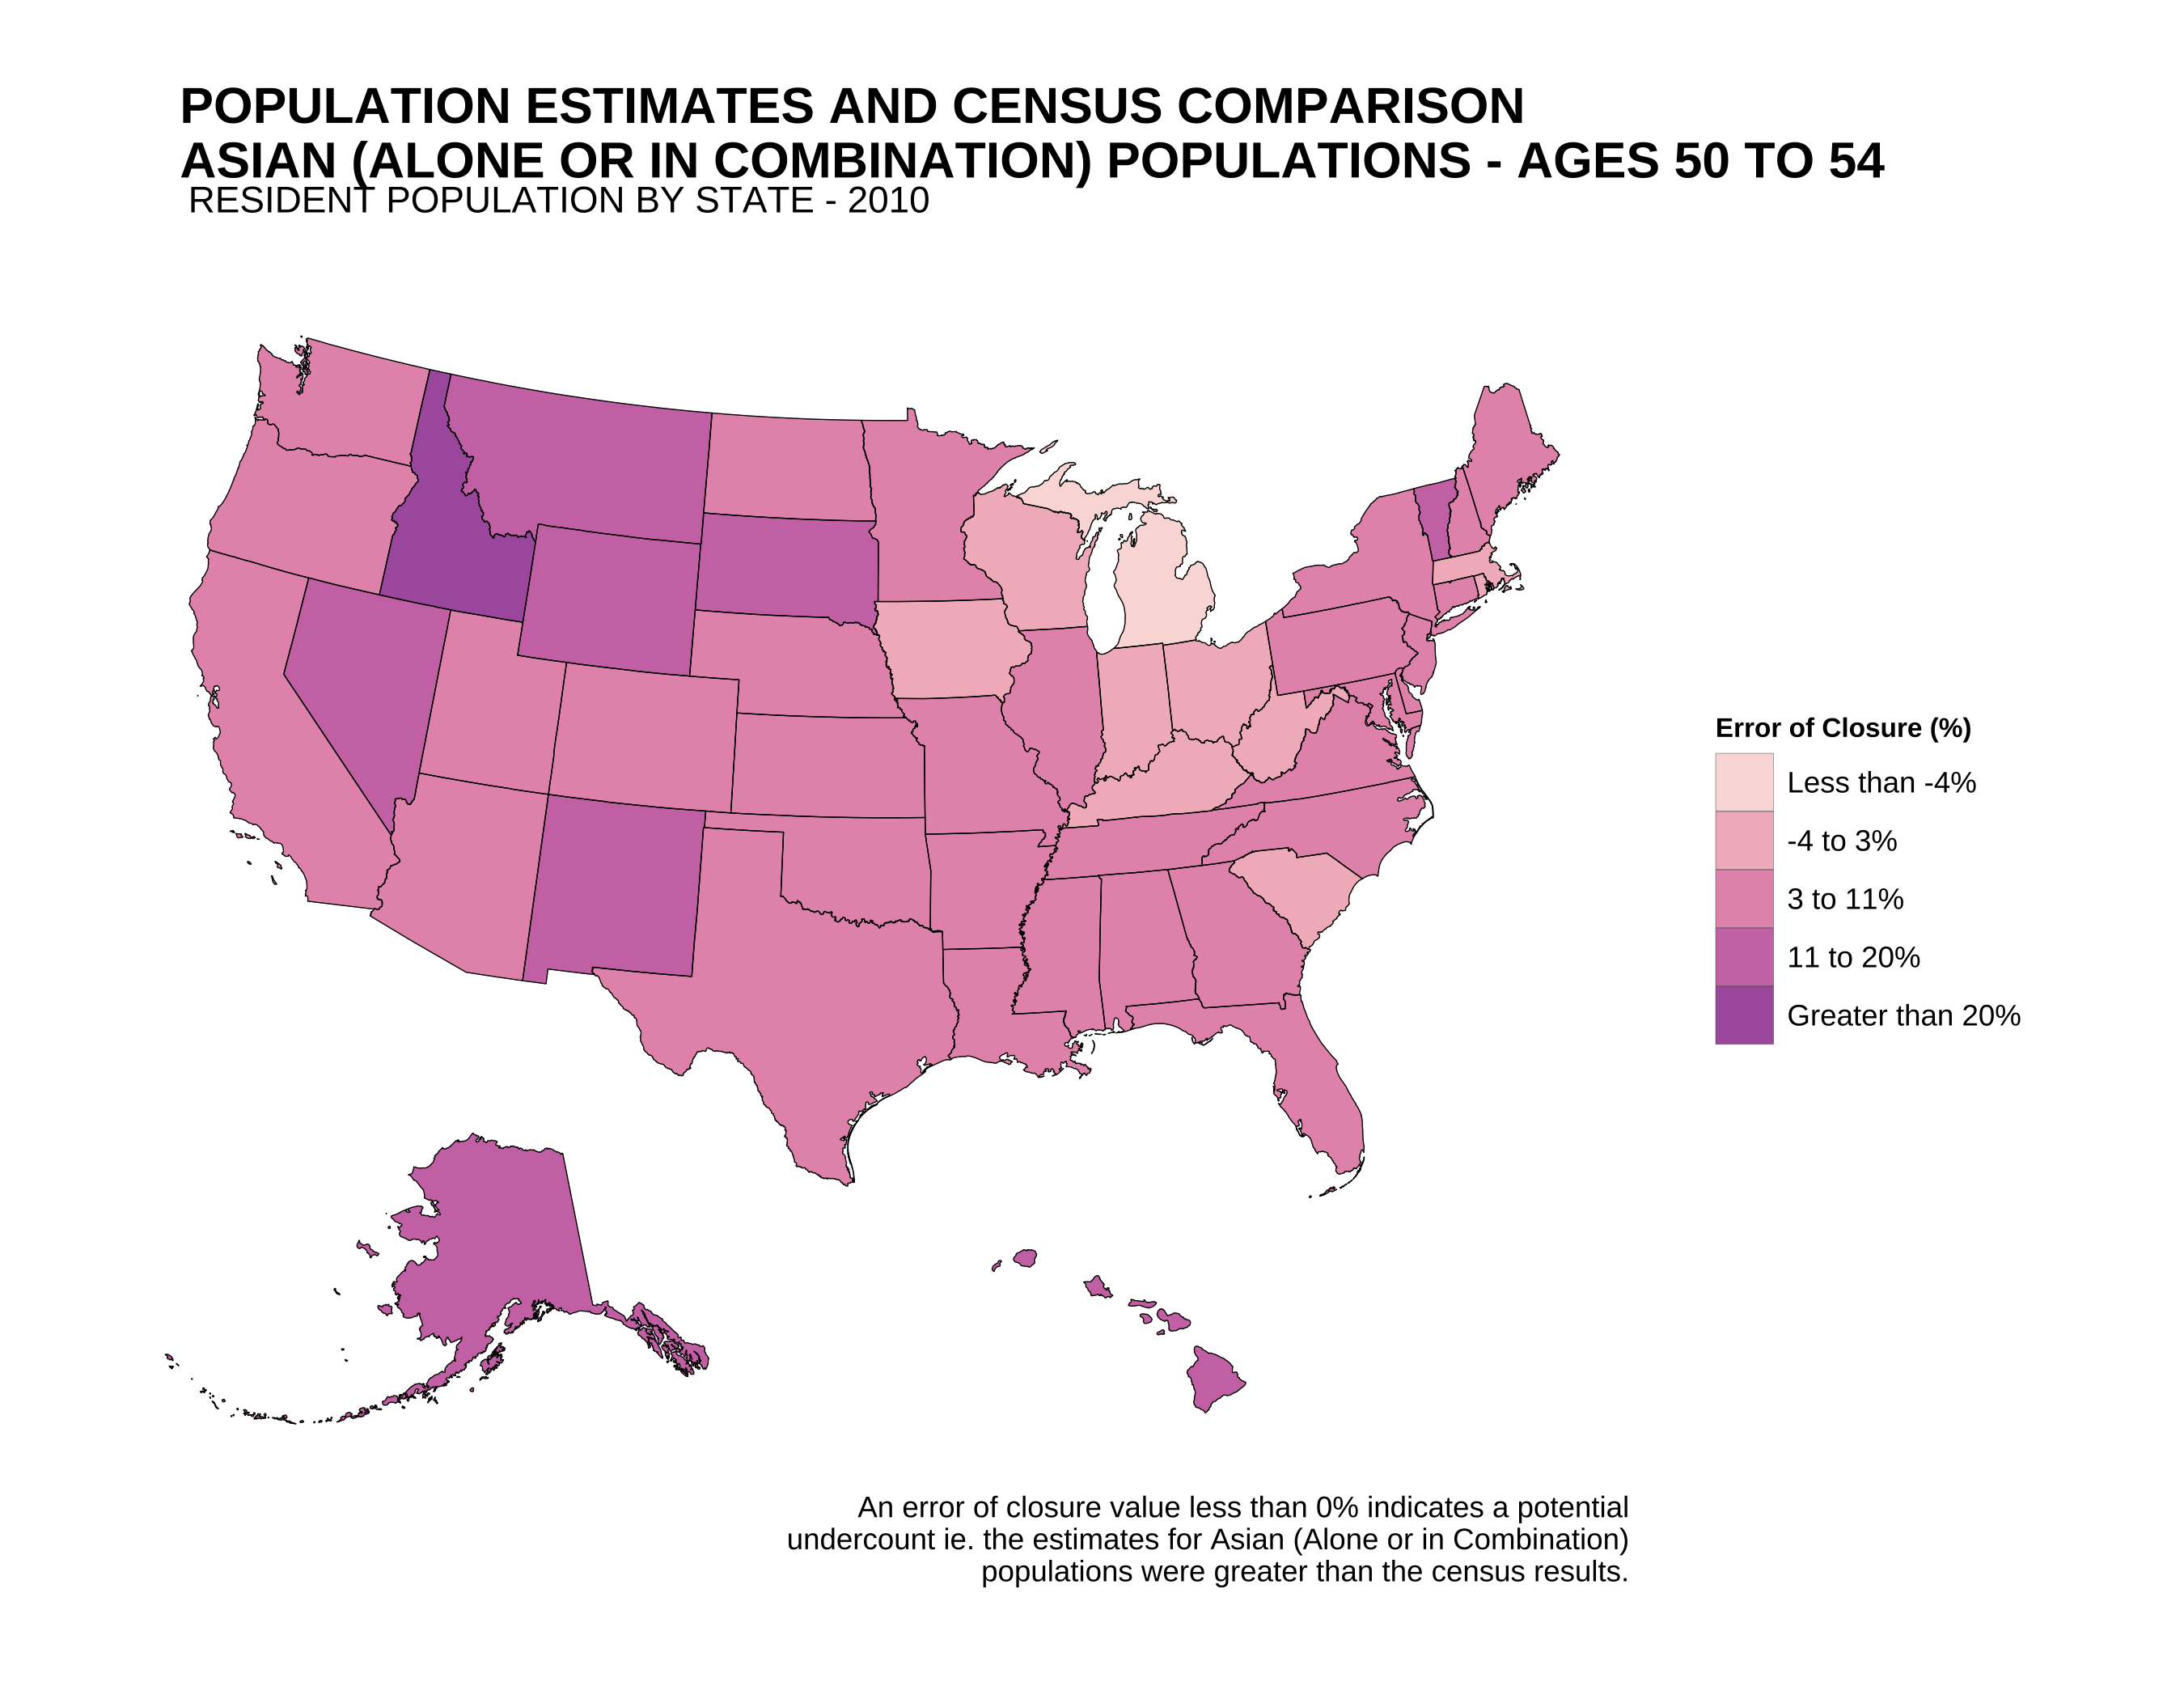 POPULATION ESTIMATES AND CENSUS COMPARISON
ASIAN (ALONE OR IN COMBINATION) POPULATIONS - AGES 50 TO 54
RESIDENT POPULATION BY STATE - 2010
Error of Closure (%)
Less than -4%
-4 to 3%
3 to 11%
11 to 20%
Greater than 20%
An error of closure value less than 0% indicates a potential
undercount ie. the estimates for Asian (Alone or in Combination)
populations were greater than the census results.